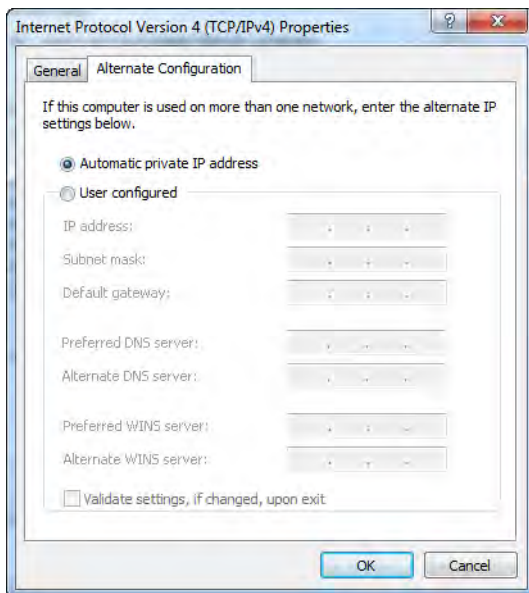 Internet Protocol Version 4 (TCP/IPv4) Properties
General
Alternate Configuration
If this computer is used on more than one network, enter the alternate IP
settings below.
Automatic private IP address
User configured
IP address:
Subnet mask:
Default gateway:
Preferred DNS server:
Alternate DNS server:
Preferred WINS server:
Alternate WINS server:
Validate settings, if changed, upon exit
OK
Cancel